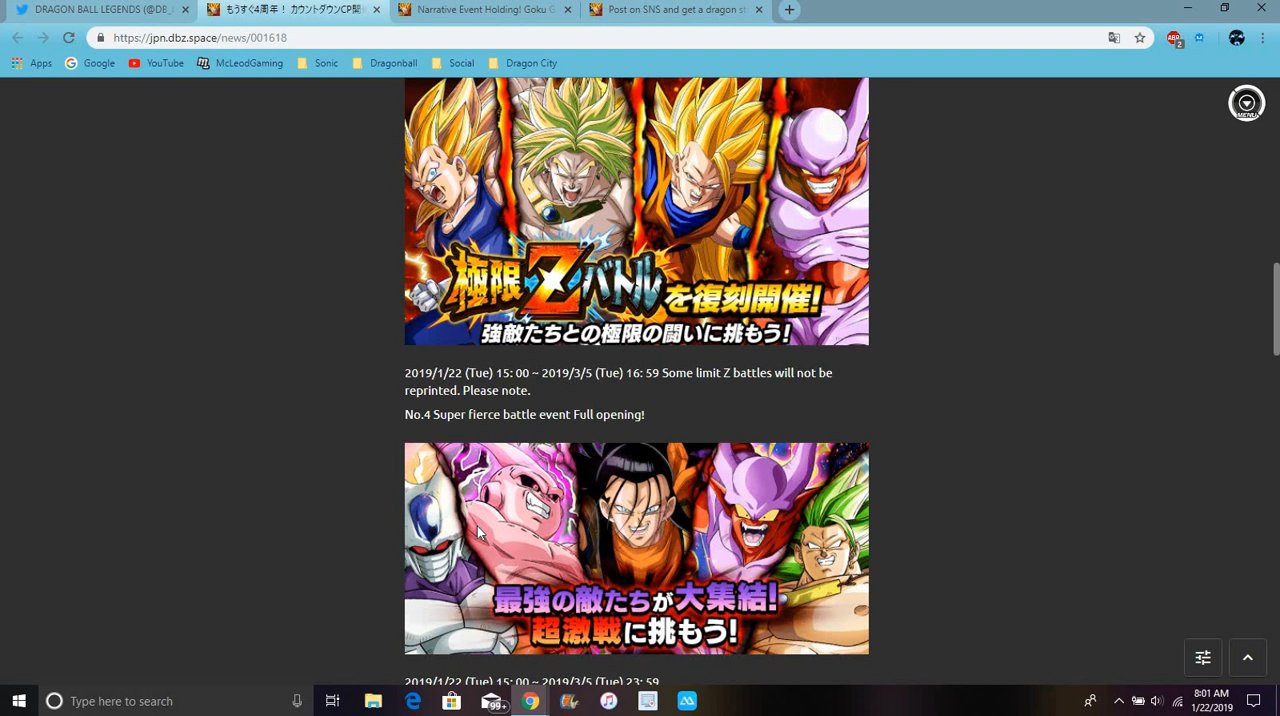 DRAGON BALL LEGENDS (@DB_
もうすぐ4周年！ カウントダウンCP開
Narrative Event Holding! Goku G
Post on SNS and get a dragon st
https://jpn.dbz.space/news/001618
ABP
2
Apps
Google
YouTube
McLeodGaming
Sonic
Dragonball
Social
Dragon City
MENU
極限Zバトルを復刻開催!
強敵たちとの極限の闘いに挑もう!
2019/1/22 (Tue) 15: 00 ~ 2019/3/5 (Tue) 16: 59 Some limit Z battles will not be
reprinted. Please note.
No.4 Super fierce battle event Full opening!
最強の敵たちが大集結!
超激戦に挑もう!
2019/1/22 (Tue) 15: 00 ~ 2019/3/5 (Tue) 23: 59
Type here to search
99+
8:01 AM
1/22/2019